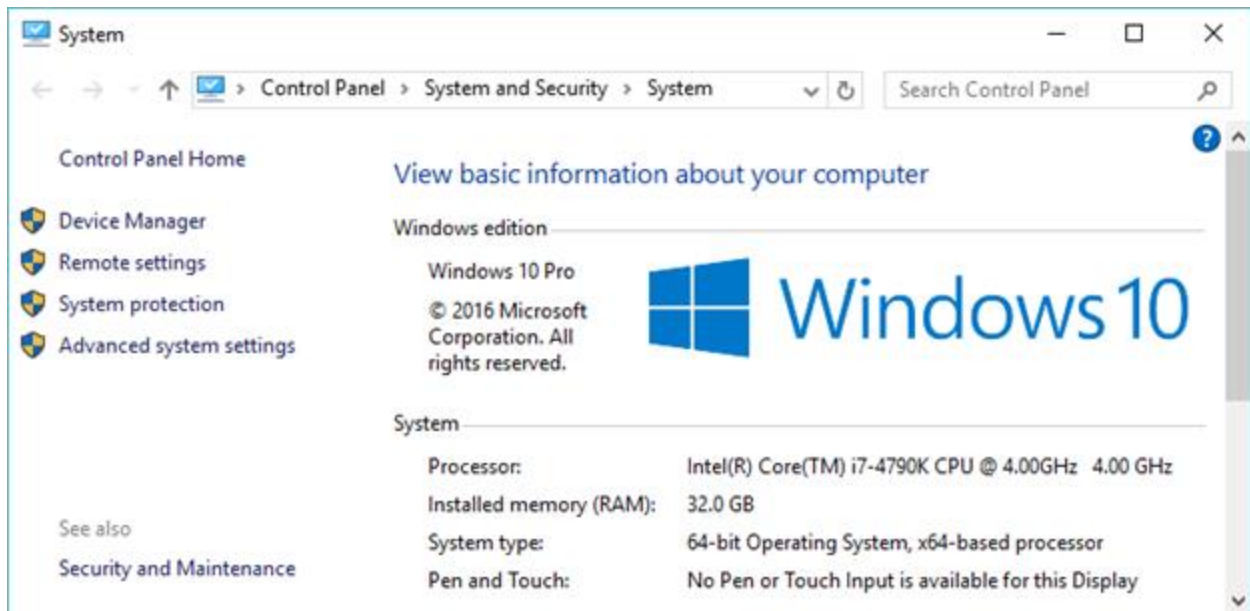 System
Control Panel > System and Security > System
Search Control Panel
?
Control Panel Home
Device Manager
Remote settings
System protection
Advanced system settings
See also
Security and Maintenance
View basic information about your computer
Windows edition
Windows 10 Pro
© 2016 Microsoft
Corporation. All
rights reserved.
Windows 10
System
Processor: Intel(R) Core(TM) i7-4790K CPU @ 4.00GHz 4.00 GHz
Installed memory (RAM): 32.0 GB
System type: 64-bit Operating System, x64-based processor
Pen and Touch: No Pen or Touch Input is available for this Display